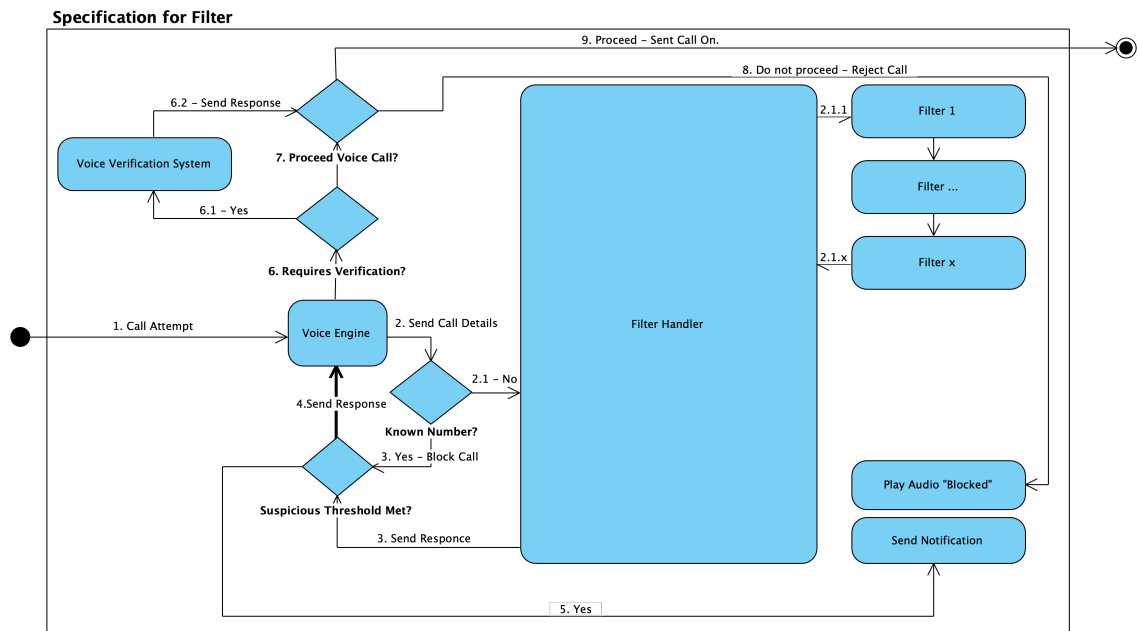 Specification for Filter
9. Proceed – Sent Call On.
8. Do not proceed – Reject Call
6.2 – Send Response
2.1.1
Filter 1
7. Proceed Voice Call?
Voice Verification System
Filter ...
6.1 – Yes
2.1.x
Filter x
6. Requires Verification?
1. Call Attempt
Voice Engine
2. Send Call Details
Filter Handler
2.1 – No
4.Send Response
Known Number?
3. Yes – Block Call
Suspicious Threshold Met?
3. Send Responce
Play Audio "Blocked"
Send Notification
5. Yes